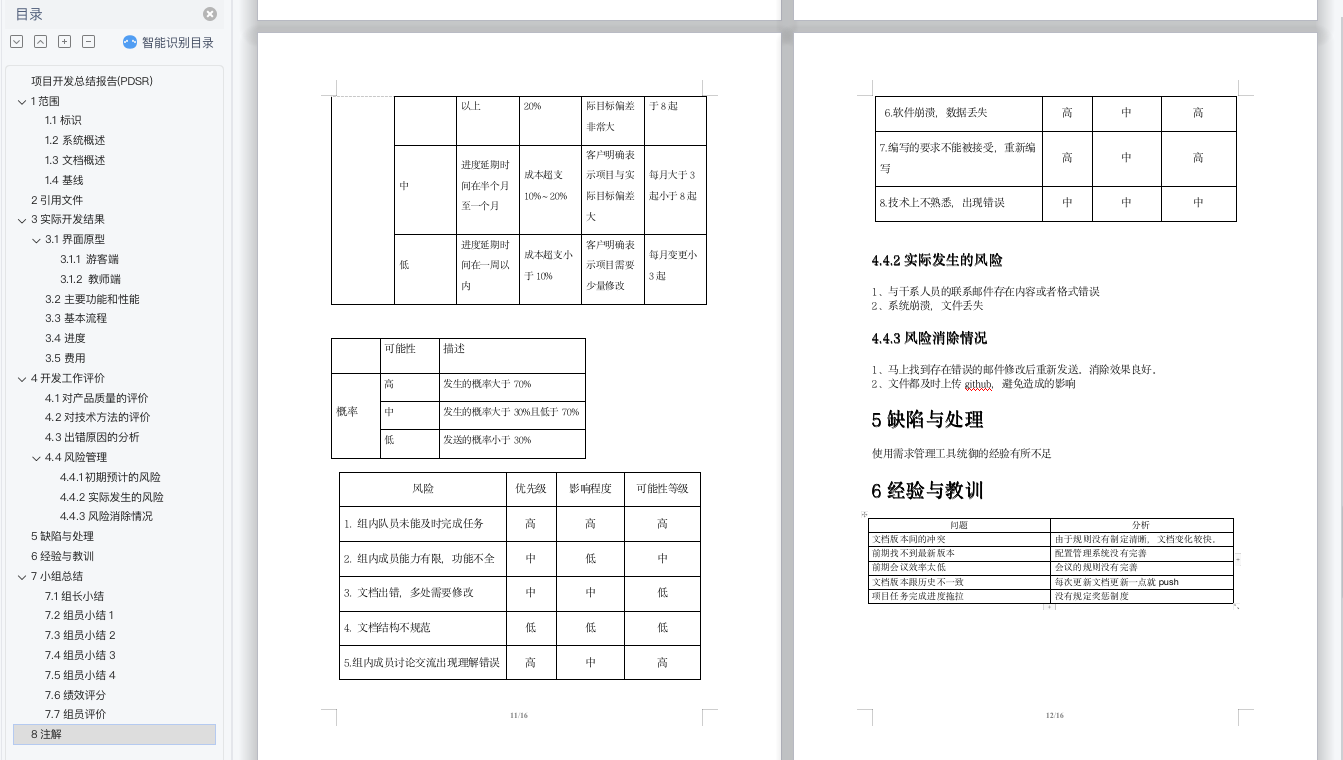 目录
智能识别目录
项目开发总结报告(PDSR)
1 范围
1.1 标识
1.2 系统概述
1.3 文档概述
1.4 基线
2 引用文件
3 实际开发结果
3.1 界面原型
3.1.1 游客端
3.1.2 教师端
3.2 主要功能和性能
3.3 基本流程
3.4 进度
3.5 费用
4 开发工作评价
4.1 对产品质量的评价
4.2 对技术方法的评价
4.3 出错原因的分析
4.4 风险管理
4.4.1初期预计的风险
4.4.2 实际发生的风险
4.4.3 风险消除情况
5 缺陷与处理
6 经验与教训
7 小组总结
7.1 组长小结
7.2 组员小结 1
7.3 组员小结 2
7.4 组员小结 3
7.5 组员小结 4
7.6 绩效评分
7.7 组员评价
8 注解
以上 20% 际目标偏差 于 8 起
非常大
中 进度延期时 成本超支 客户明确表 每月大于 3
间在半个月 10%~20% 示项目与实 起小于 8 起
至一个月 际目标偏差
大
低 进度延期时 成本超支小 客户明确表 每月变更小
间在一周以 于 10% 示项目需要 3 起
内 少量修改
可能性 描述
概率 高 发生的概率大于 70%
中 发生的概率大于 30%且低于 70%
低 发送的概率小于 30%
风险 优先级 影响程度 可能性等级
1. 组内队员未能及时完成任务 高 高 高
2. 组内成员能力有限，功能不全 中 低 中
3. 文档出错，多处需要修改 中 中 低
4. 文档结构不规范 低 低 低
5.组内成员讨论交流出现理解错误 高 中 高
11/16
6.软件崩溃，数据丢失 高 中 高
7.编写的要求不能被接受，重新编 高 中 高
写
8.技术上不熟悉，出现错误 中 中 中
4.4.2 实际发生的风险
1、与干系人员的联系邮件存在内容或者格式错误
2、系统崩溃，文件丢失
4.4.3 风险消除情况
1、马上找到存在错误的邮件修改后重新发送。消除效果良好。
2、文件都及时上传 github，避免造成的影响
5 缺陷与处理
使用需求管理工具统御的经验有所不足
6 经验与教训
问题 分析
文档版本间的冲突 由于规则没有制定清晰，文档变化较快。
前期找不到最新版本 配置管理系统没有完善
前期会议效率太低 会议的规则没有完善
文档版本跟历史不一致 每次更新文档更新一点就 push
项目任务完成进度拖拉 没有规定奖惩制度
12/16